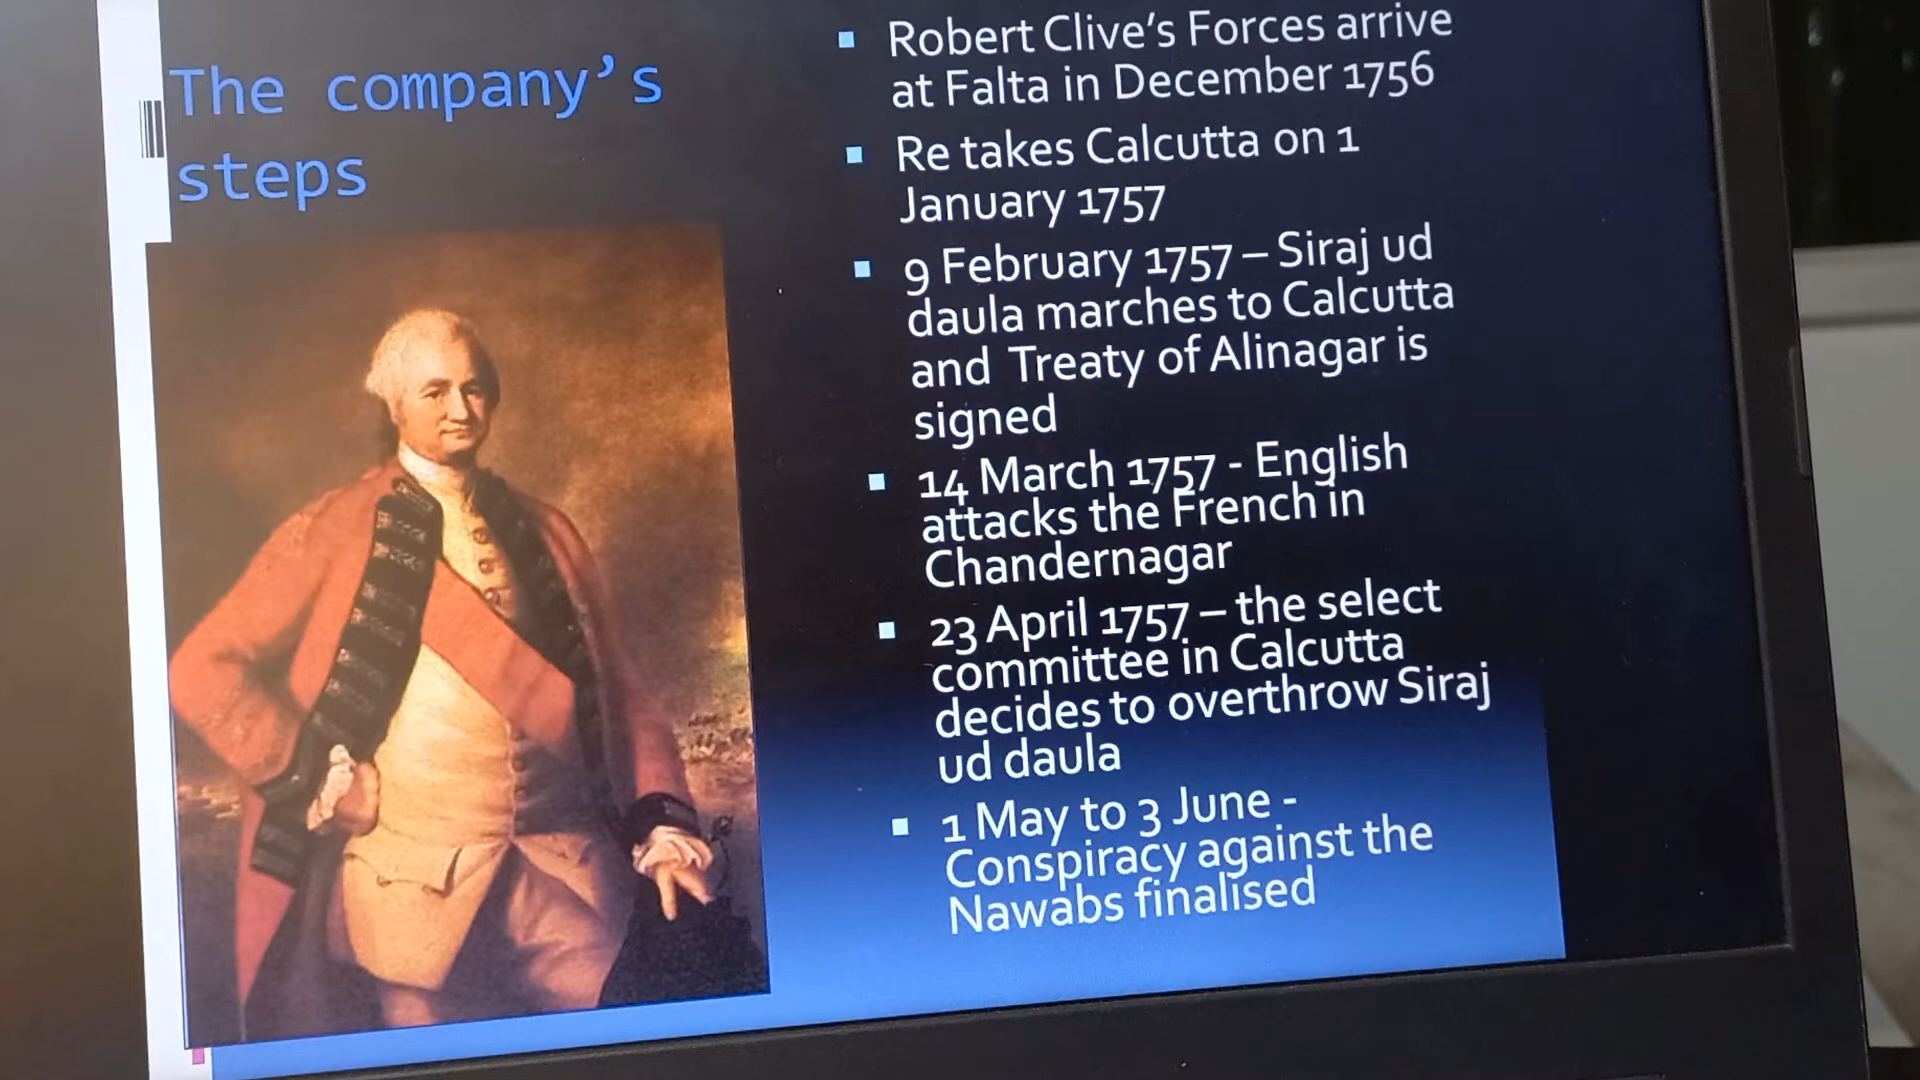 The company’s
steps
Robert Clive’s Forces arrive
at Falta in December 1756
Re takes Calcutta on 1
January 1757
9 February 1757 – Siraj ud
daula marches to Calcutta
and Treaty of Alinagar is
signed
14 March 1757 - English
attacks the French in
Chandernagar
23 April 1757 – the select
committee in Calcutta
decides to overthrow Siraj
ud daula
1 May to 3 June -
Conspiracy against the
Nawabs finalised